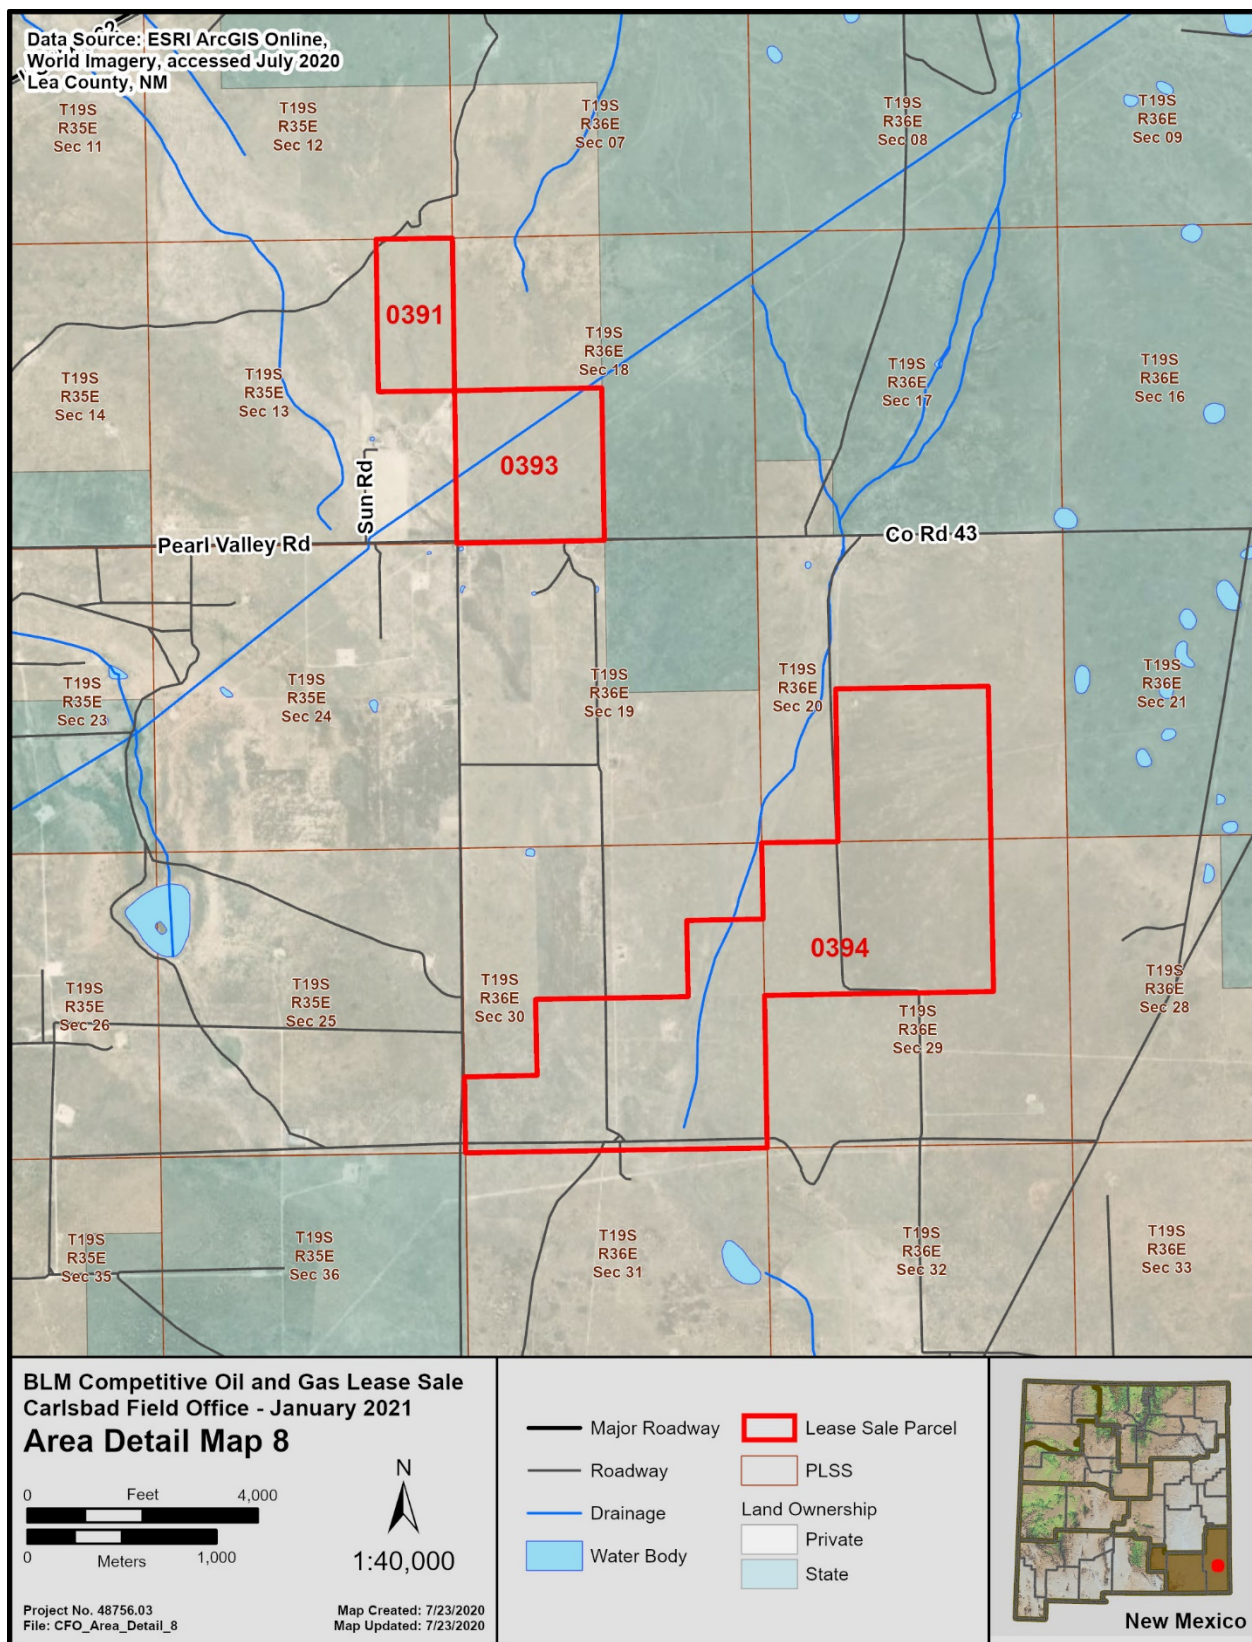 Data Source: ESRI ArcGIS Online,
World Imagery, accessed July 2020
Lea County, NM
T19S
R35E
Sec 11
T19S
R35E
Sec 12
T19S
R36E
Sec 07
T19S
R36E
Sec 08
T19S
R36E
Sec 09
0391
T19S
R35E
Sec 14
T19S
R35E
Sec 13
T19S
R36E
Sec 18
T19S
R36E
Sec 17
T19S
R36E
Sec 16
0393
Sun Rd
Pearl Valley Rd
Co Rd 43
T19S
R35E
Sec 23
T19S
R35E
Sec 24
T19S
R36E
Sec 19
T19S
R36E
Sec 20
T19S
R36E
Sec 21
0394
T19S
R35E
Sec 26
T19S
R35E
Sec 25
T19S
R36E
Sec 30
T19S
R36E
Sec 29
T19S
R36E
Sec 28
T19S
R35E
Sec 35
T19S
R35E
Sec 36
T19S
R36E
Sec 31
T19S
R36E
Sec 32
T19S
R36E
Sec 33
BLM Competitive Oil and Gas Lease Sale
Carlsbad Field Office - January 2021
Area Detail Map 8
0 Feet 4,000
0 Meters 1,000
N
1:40,000
Project No. 48756.03
File: CFO_Area_Detail_8
Map Created: 7/23/2020
Map Updated: 7/23/2020
Major Roadway
Roadway
Drainage
Water Body
Lease Sale Parcel
PLSS
Land Ownership
Private
State
New Mexico